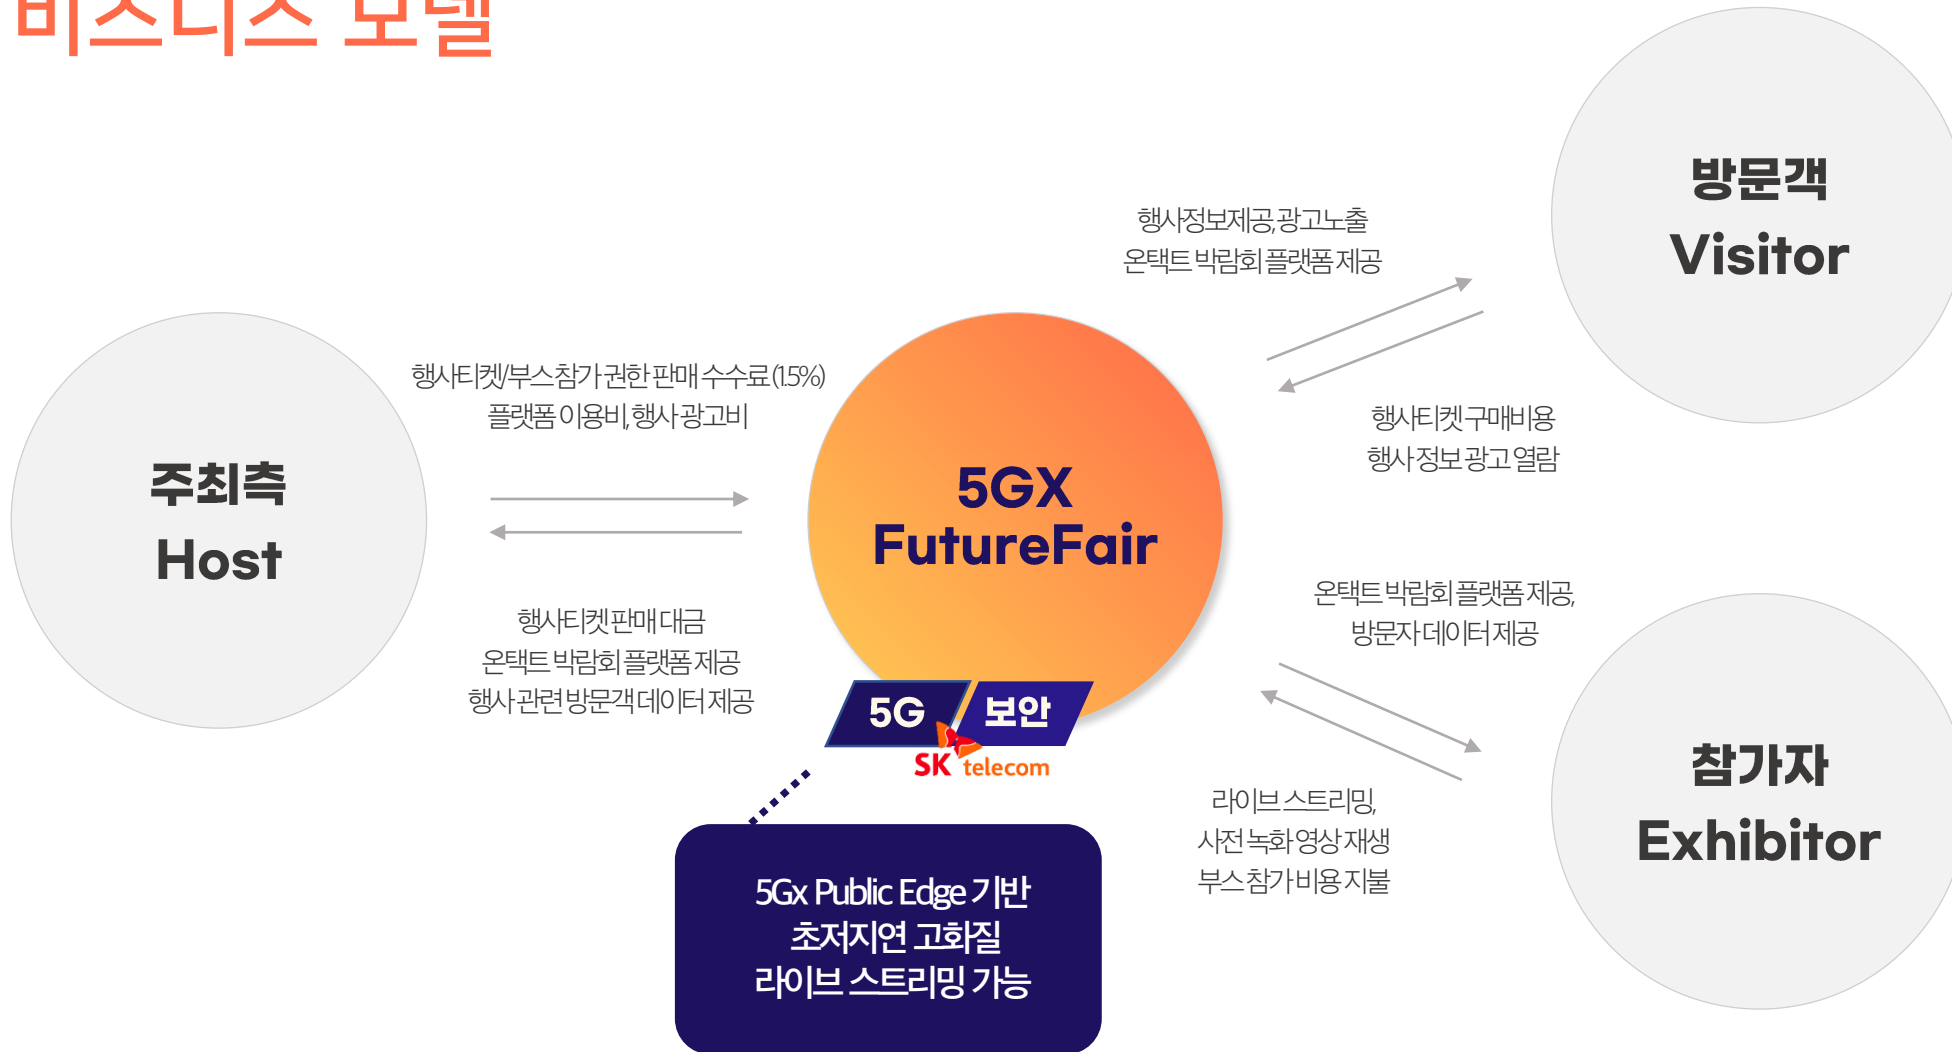 비즈니스 모델
방문객
Visitor
행사정보제공,광고노출
온택트 박람회 플랫폼 제공
행사티켓/부스 참가 권한 판매 수수료 (1.5%)
플랫폼 이용비, 행사 광고비
행사티켓 구매비용
행사 정보 광고 열람
주최측
Host
5GX
FutureFair
행사티켓 판매 대금
온택트 박람회 플랫폼 제공
행사 관련 방문객 데이터 제공
온택트 박람회 플랫폼 제공,
방문자 데이터 제공
5G 보안
SK telecom
참가자
Exhibitor
라이브 스트리밍,
사전 녹화 영상 재생
부스 참가 비용 지불
5Gx Public Edge 기반
초저지연 고화질
라이브 스트리밍 가능